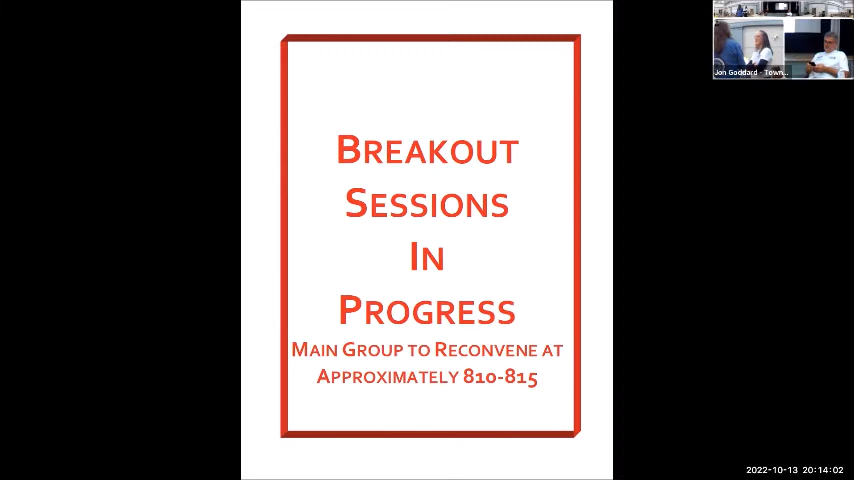 Jon Goddard - Town...
BREAKOUT
SESSIONS
IN
PROGRESS
MAIN GROUP TO RECONVENE AT
APPROXIMATELY 810-815
2022-10-13 20:14:02